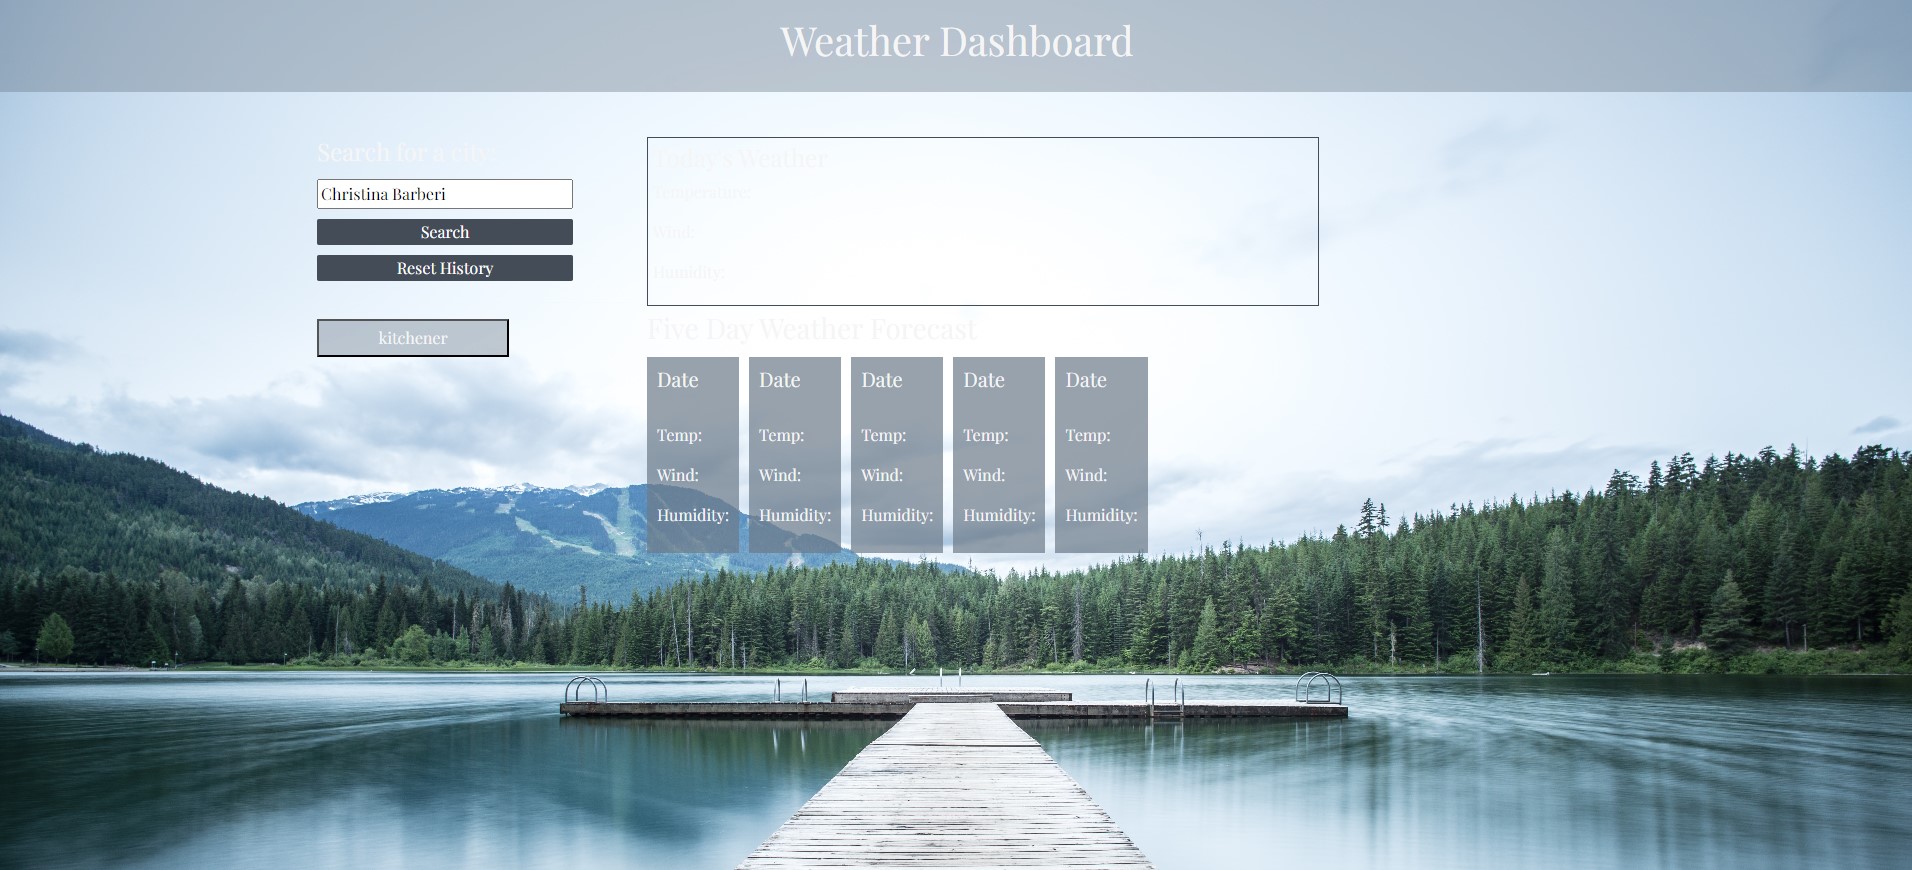 Weather Dashboard
Search for a city:
Christina Barberi
Search
Reset History
kitchener
Today's Weather
Temperature:
Wind:
Humidity:
Five Day Weather Forecast
Date
Temp:
Wind:
Humidity:
Date
Temp:
Wind:
Humidity:
Date
Temp:
Wind:
Humidity:
Date
Temp:
Wind:
Humidity:
Date
Temp:
Wind:
Humidity: